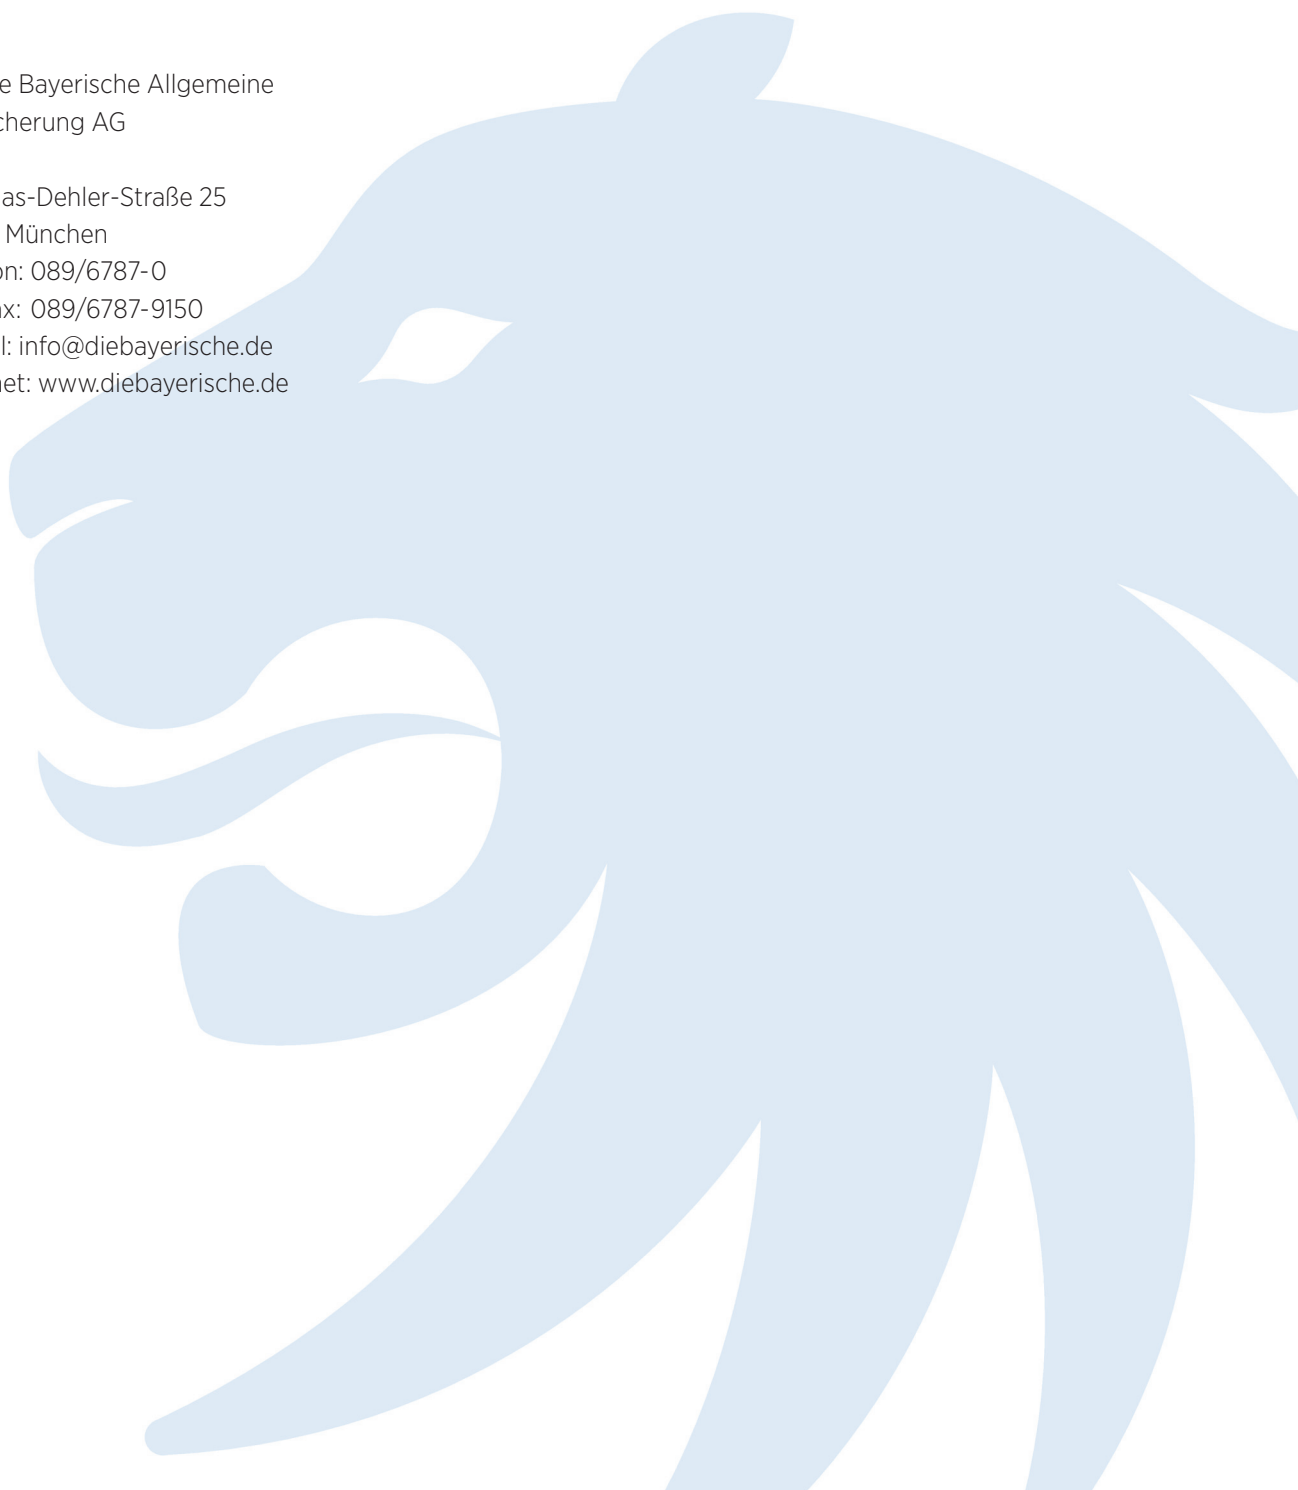 e Bayerische Allgemeine
cherung AG
as-Dehler-Straße 25
München
on: 089/6787-0
ax: 089/6787-9150
l: info@diebayerische.de
net: www.diebayerische.de